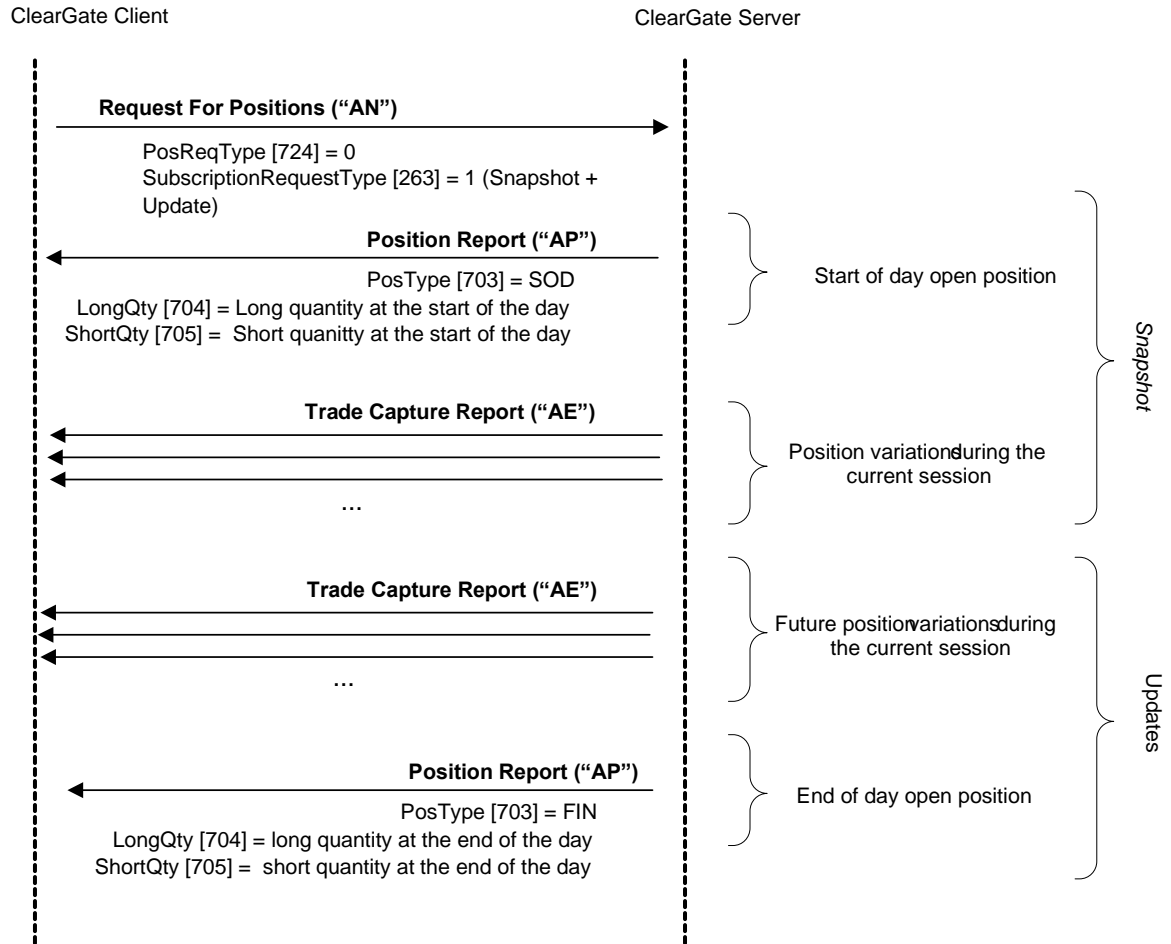 ClearGate Client
ClearGate Server
Request For Positions (“AN”)
PosReqType [724] = 0
SubscriptionRequestType [263] = 1 (Snapshot +
Update)
Position Report (“AP”)
PosType [703] = SOD
LongQty [704] = Long quantity at the start of the day
ShortQty [705] = Short quanitty at the start of the day
Start of day open position
Snapshot
Trade Capture Report (“AE”)
...
Position variations during the
current session
Trade Capture Report ("AE”)
...
Future position variations during
the current session
Updates
Position Report (“AP”)
PosType [703] = FIN
LongQty [704] = long quantity at the end of the day
ShortQty [705] = short quantity at the end of the day
End of day open position